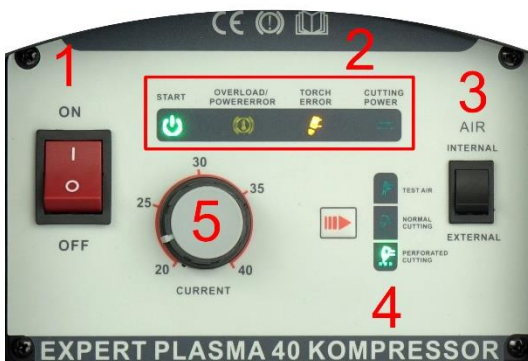 CE
1
2
3
4
5
ON
I
O
OFF
START
OVERLOAD/
POWERERROR
TORCH
ERROR
CUTTING
POWER
AIR
INTERNAL
EXTERNAL
TEST AIR
NORMAL
CUTTING
PERFORATED
CUTTING
20
25
30
35
40
CURRENT
EXPERT PLASMA 40 KOMPRESSOR